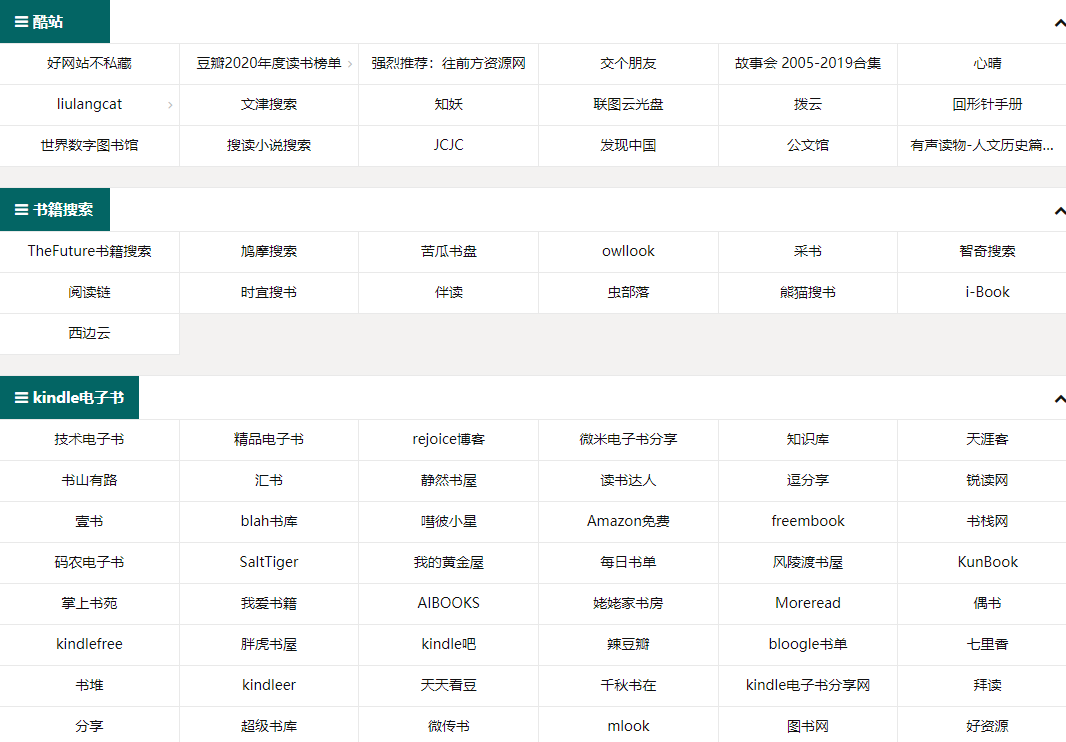 酷站
好网站不私藏 豆瓣2020年度读书榜单 强烈推荐：往前方资源网 交个朋友 故事会 2005-2019合集 心晴
liulangcat 文津搜索 知妖 联图云光盘 拨云 回形针手册
世界数字图书馆 搜读小说搜索 JCJC 发现中国 公文馆 有声读物-人文历史篇...
书籍搜索
TheFuture书籍搜索 鸠摩搜索 苦瓜书盘 owllook 采书 智奇搜索
阅读链 时宜搜书 伴读 虫部落 熊猫搜书 i-Book
西边云
kindle电子书
技术电子书 精品电子书 rejoice博客 微米电子书分享 知识库 天涯客
书山有路 汇书 静然书屋 读书达人 逗分享 锐读网
壹书 blah书库 嘒彼小星 Amazon免费 freembook 书栈网
码农电子书 SaltTiger 我的黄金屋 每日书单 风陵渡书屋 KunBook
掌上书苑 我爱书籍 AIBOOKS 姥姥家书房 Moreread 偶书
kindlefree 胖虎书屋 kindle吧 辣豆瓣 bloogle书单 七里香
书堆 kindleer 天天看豆 千秋书在 kindle电子书分享网 拜读
分享 超级书库 微传书 mlook 图书网 好资源